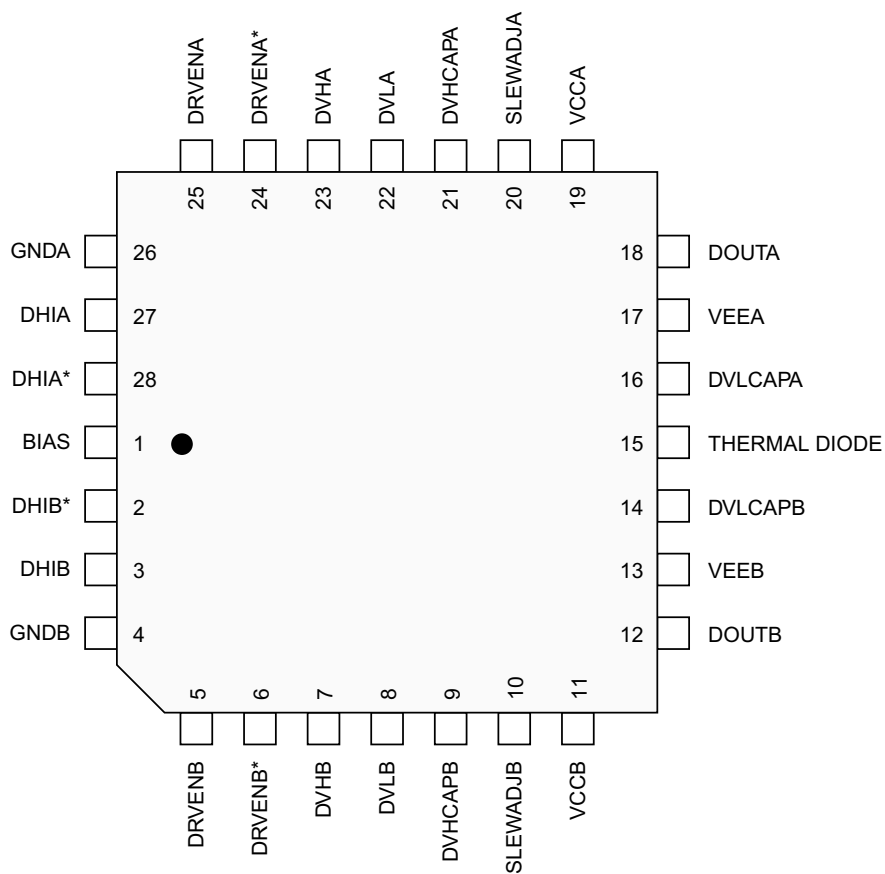 DRVENA
DRVENA*
DVHA
DVLA
DVHCAPA
SLEWADJA
VCCA
25
24
23
22
21
20
19
GNDA 26
18 DOUTA
DHIA 27
17 VEEA
DHIA* 28
16 DVLCAPA
BIAS 1
15 THERMAL DIODE
DHIB* 2
14 DVLCAPB
DHIB 3
13 VEEB
GNDB 4
12 DOUTB
5
6
7
8
9
10
11
DRVENB
DRVENB*
DVHB
DVLB
DVHCAPB
SLEWADJB
VCCB